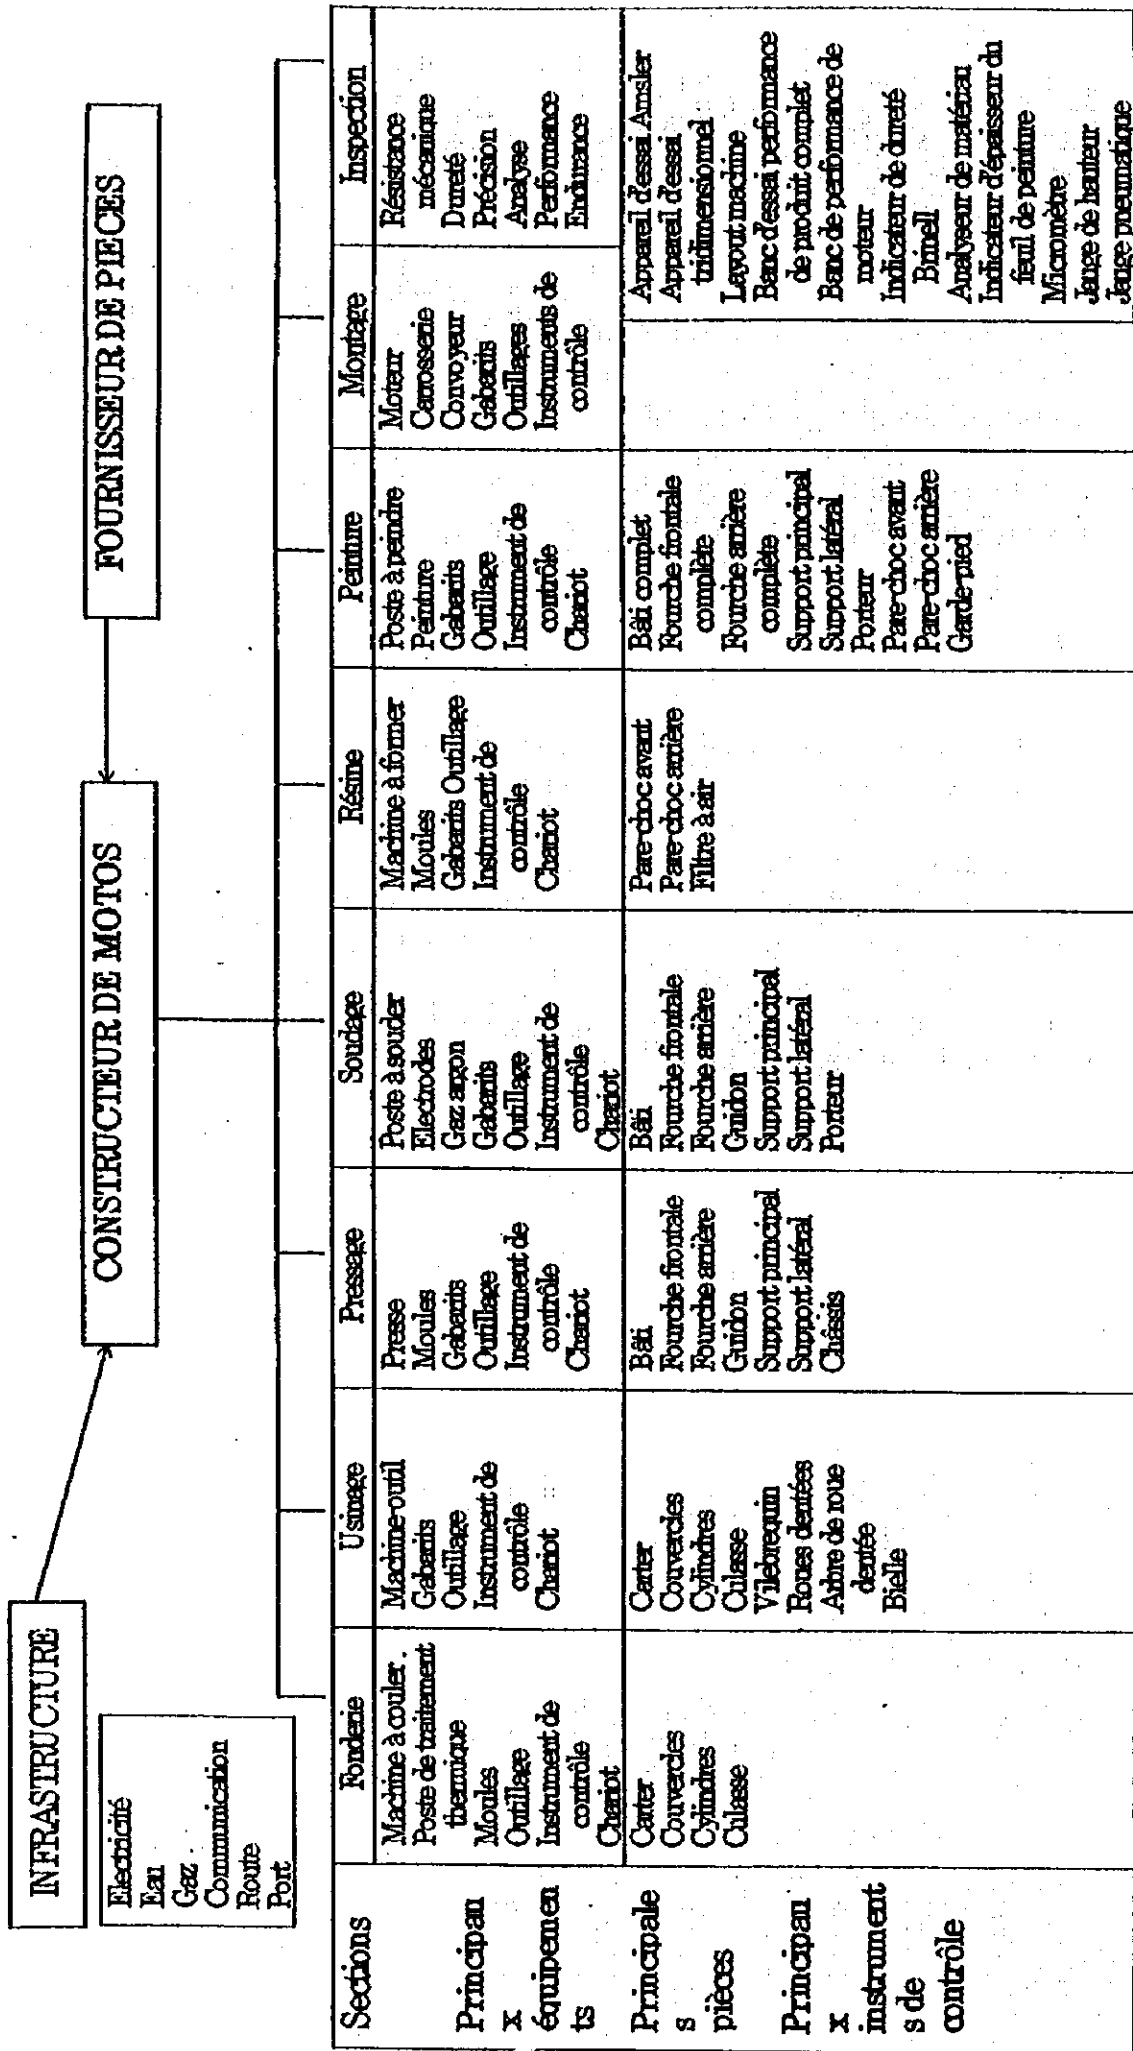 INFRASTRUCTURE
Electricité
Eau
Gaz
Communication
Route
Port
CONSTRUCTEUR DE MOTOS
FOURNISSEUR DE PIECES
Sections
Fonderie
Usinage
Pressage
Soudage
Résine
Peinture
Montage
Inspection
Principau
x
équipemen
ts
Machine à couler
Poste de traitement
thermique
Moules
Outillage
Instrument de
contrôle
Chariot
Machine-outil
Gabarits
Outillage
Instrument de
contrôle
Chariot
Presse
Moules
Gabarits
Outillage
Instrument de
contrôle
Chariot
Poste à souder
Electrodes
Gaz argon
Gabarits
Outillage
Instrument de
contrôle
Chariot
Machine à former
Moules
Gabarits Outillage
Instrument de
contrôle
Chariot
Poste à peindre
Peinture
Gabarits
Outillage
Instrument de
contrôle
Chariot
Moteur
Carrosserie
Convoyeur
Gabarits
Outillages
Instruments de
contrôle
Résistance
mécanique
Dureté
Précision
Analyse
Performance
Endurance
Principale
s
pièces
Principau
x
instrument
s de
contrôle
Carter
Couvercles
Cylindres
Culasse
Carter
Couvercles
Cylindres
Culasse
Vilebrequin
Roues dentées
Arbre de roue
dentée
Bielle
Bâti
Fourche frontale
Fourche arrière
Guidon
Support principal
Support latéral
Châssis
Bâti
Fourche frontale
Fourche arrière
Guidon
Support principal
Support latéral
Porteur
Pare-choc avant
Pare-choc arrière
Filtre à air
Bâti complet
Fourche frontale
complète
Fourche arrière
complète
Support principal
Support latéral
Porteur
Pare-choc avant
Pare-choc arrière
Garde-pied
Appareil d'essai Amsler
Appareil d'essai
tridimensionnel
Layout machine
Banc d'essai performance
de produit complet
Banc de performance de
moteur
Indicateur de dureté
Brinell
Analyseur de matériau
Indicateur d'épaisseur du
feuil de peinture
Micromètre
Jauge de hauteur
Jauge pneumatique